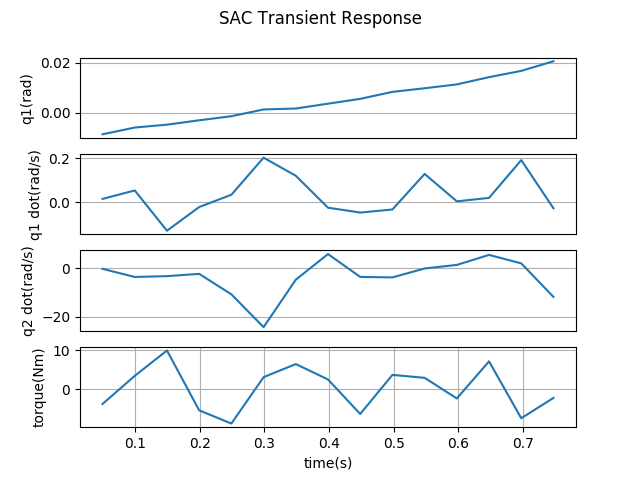 SAC Transient Response
q1(rad)
0.02
0.00
q1 dot(rad/s)
0.2
0.0
q2 dot(rad/s)
0
−20
torque(Nm)
10
0
0.1 0.2 0.3 0.4 0.5 0.6 0.7
time(s)